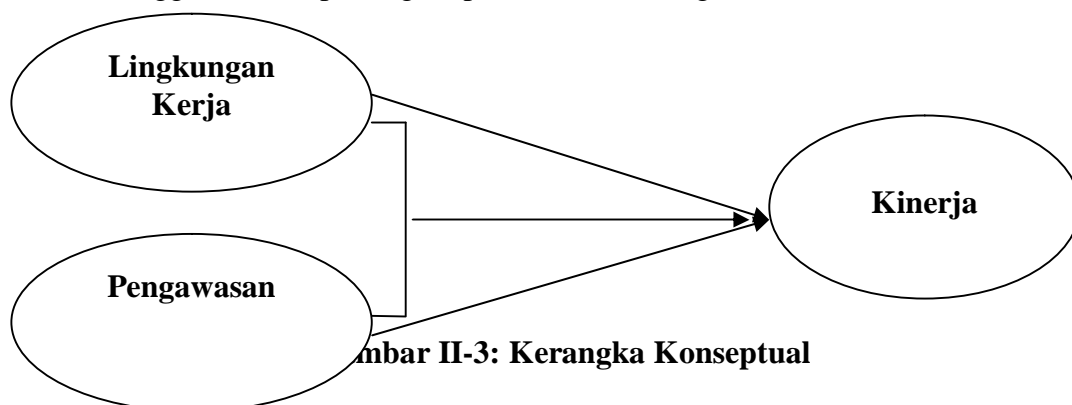 Lingkungan
Kerja
Kinerja
Pengawasan
mbar II-3: Kerangka Konseptual